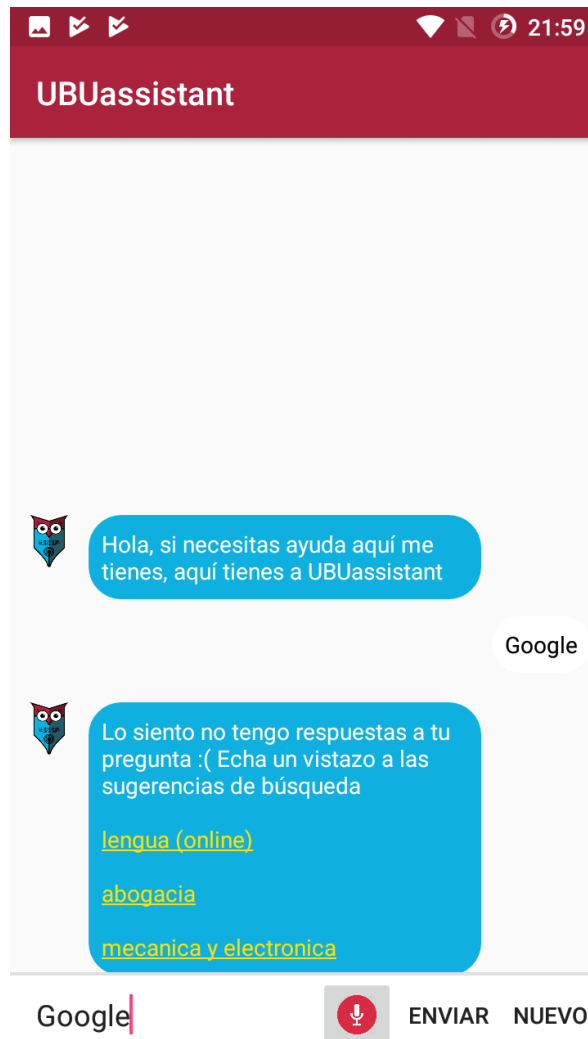 21:59
UBUassistant
Hola, si necesitas ayuda aquí me
tienes, aquí tienes a UBUassistant
Google
Lo siento no tengo respuestas a tu
pregunta :( Echa un vistazo a las
sugerencias de búsqueda
lengua (online)
abogacia
mecanica y electronica
Google ENVIAR NUEVO